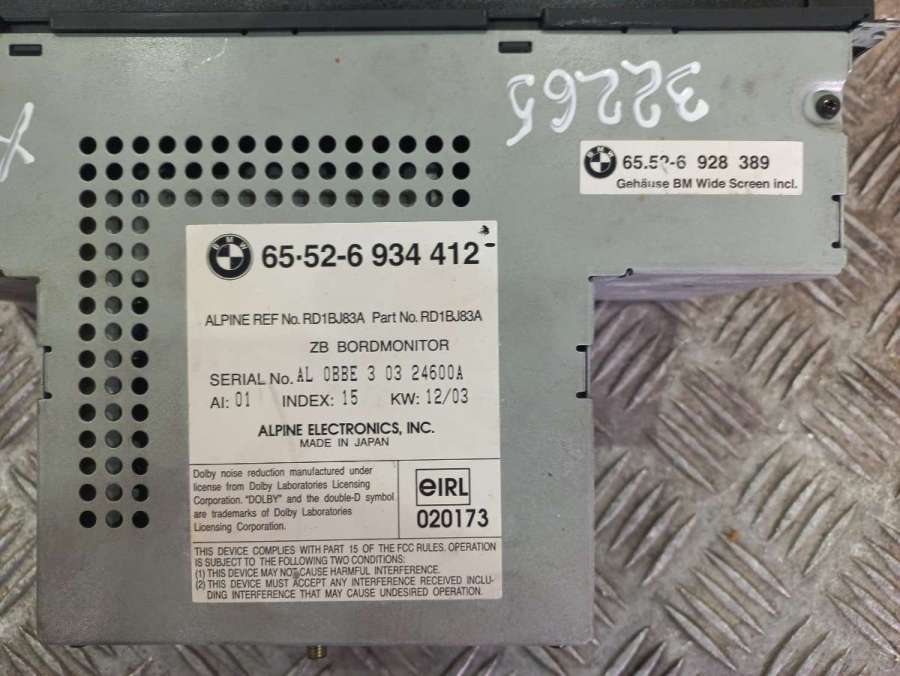 32265
BMW
65.52-6 928 389
Gehäuse BM Wide Screen incl.
BMW
65·52-6 934 412
ALPINE REF No. RD1BJ83A Part No. RD1BJ83A
ZB BORDMONITOR
SERIAL No. AL 0BBE 3 03 24600A
AI: 01 INDEX: 15 KW: 12/03
ALPINE ELECTRONICS, INC.
MADE IN JAPAN
Dolby noise reduction manufactured under
license from Dolby Laboratories Licensing
Corporation. "DOLBY" and the double-D symbol
are trademarks of Dolby Laboratories
Licensing Corporation.
eIRL
020173
THIS DEVICE COMPLIES WITH PART 15 OF THE FCC RULES. OPERATION
IS SUBJECT TO THE FOLLOWING TWO CONDITIONS:
(1) THIS DEVICE MAY NOT CAUSE HARMFUL INTERFERENCE.
(2) THIS DEVICE MUST ACCEPT ANY INTERFERENCE RECEIVED INCLU-
DING INTERFERENCE THAT MAY CAUSE UNDESIRED OPERATION.